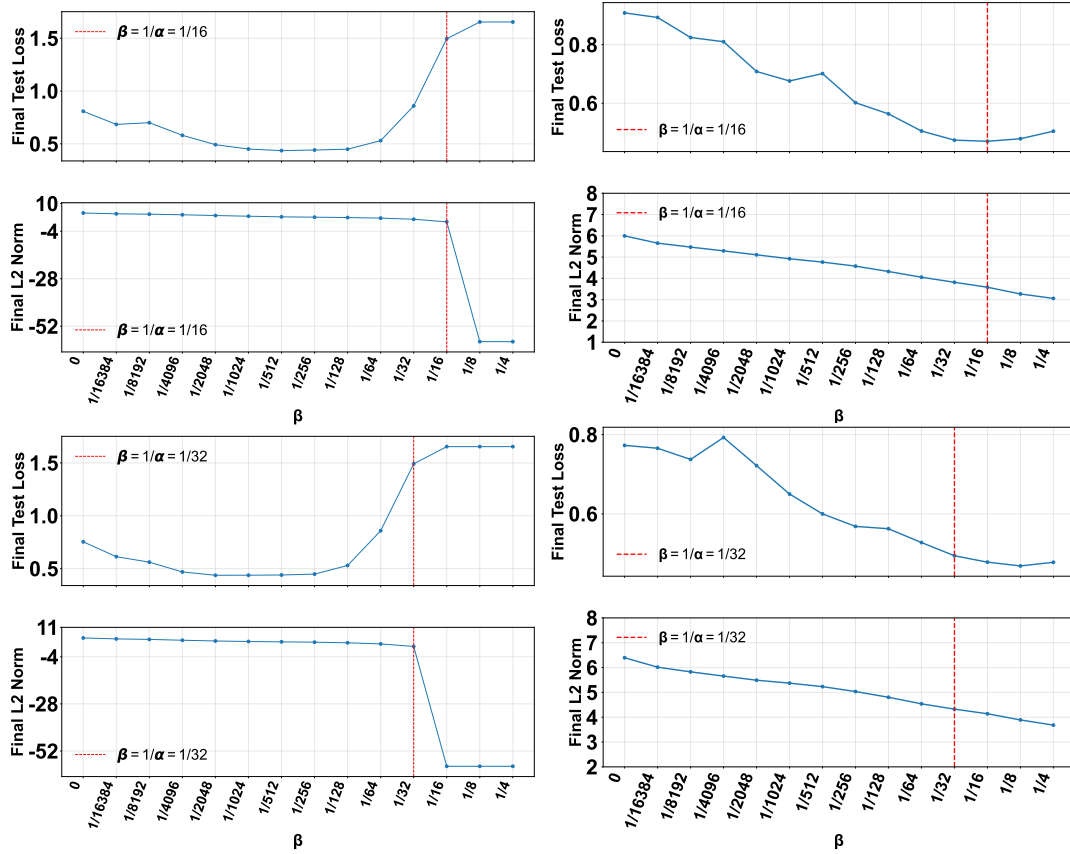 Final Test Loss
1.5
1.0
0.5
β = 1/α = 1/16
Final L2 Norm
10
-4
-28
-52
β = 1/α = 1/16
0 1/16384 1/8192 1/4096 1/2048 1/1024 1/512 1/256 1/128 1/64 1/32 1/16 1/8 1/4
β
Final Test Loss
0.8
0.6
β = 1/α = 1/16
Final L2 Norm
8
7
6
5
4
3
2
1
β = 1/α = 1/16
0 1/16384 1/8192 1/4096 1/2048 1/1024 1/512 1/256 1/128 1/64 1/32 1/16 1/8 1/4
β
Final Test Loss
1.5
1.0
0.5
β = 1/α = 1/32
Final L2 Norm
11
-4
-28
-52
β = 1/α = 1/32
0 1/16384 1/8192 1/4096 1/2048 1/1024 1/512 1/256 1/128 1/64 1/32 1/16 1/8 1/4
β
Final Test Loss
0.8
0.6
β = 1/α = 1/32
Final L2 Norm
8
7
6
5
4
3
2
β = 1/α = 1/32
0 1/16384 1/8192 1/4096 1/2048 1/1024 1/512 1/256 1/128 1/64 1/32 1/16 1/8 1/4
β